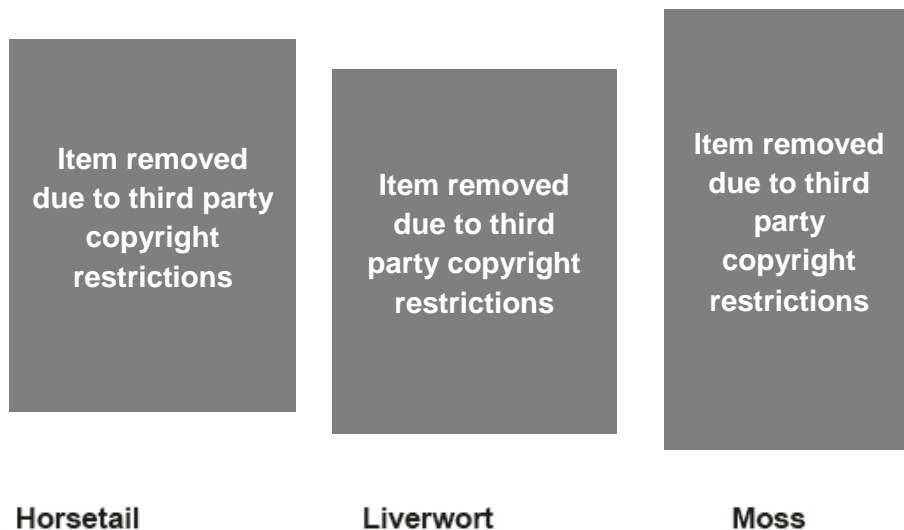 Item removed
due to third party
copyright
restrictions
Item removed
due to third
party copyright
restrictions
Item removed
due to third
party
copyright
restrictions
Horsetail
Liverwort
Moss